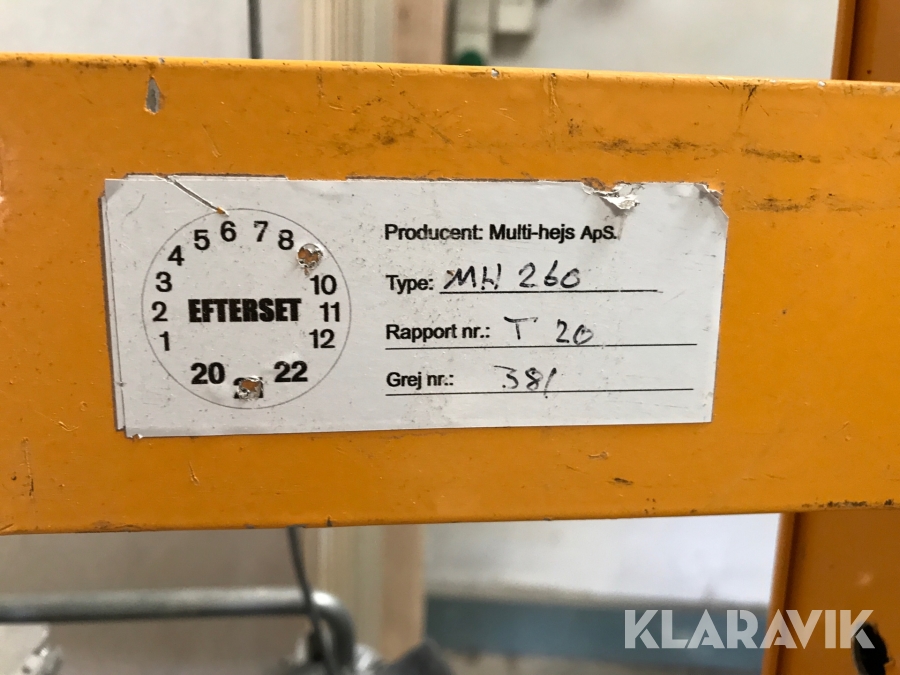 KLARAVIK
1 2 3 4 5 6 7 8 10 11 12
EFTERSET
20 22
Producent: Multi-hejs ApS.
Type: MH 260
Rapport nr.: T 20
Grej nr.: 381
KLARAVIK